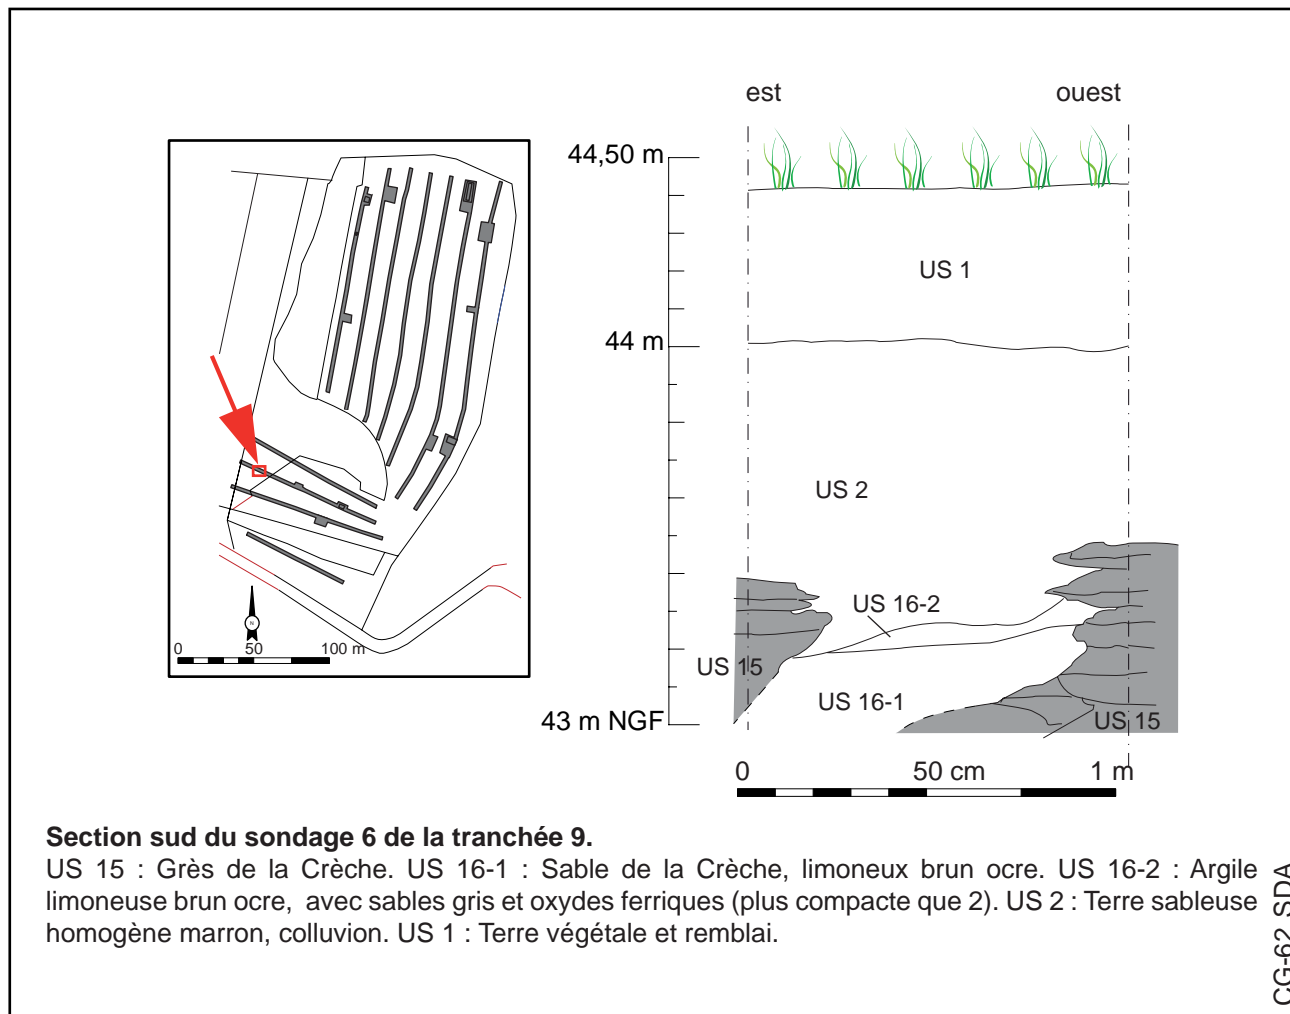 est ouest
44,50 m
US 1
44 m
US 2
US 16-2
US 15
US 16-1
43 m NGF
US 15
N
0 50 100 m
0 50 cm 1 m
Section sud du sondage 6 de la tranchée 9.
US 15 : Grès de la Crèche. US 16-1 : Sable de la Crèche, limoneux brun ocre. US 16-2 : Argile
limoneuse brun ocre, avec sables gris et oxydes ferriques (plus compacte que 2). US 2 : Terre sableuse
homogène marron, colluvion. US 1 : Terre végétale et remblai.
CG-62 SDA